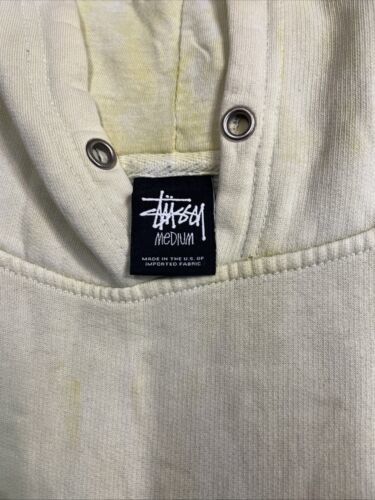 Stüssy
MEDIUM
MADE IN THE U.S. OF
IMPORTED FABRIC